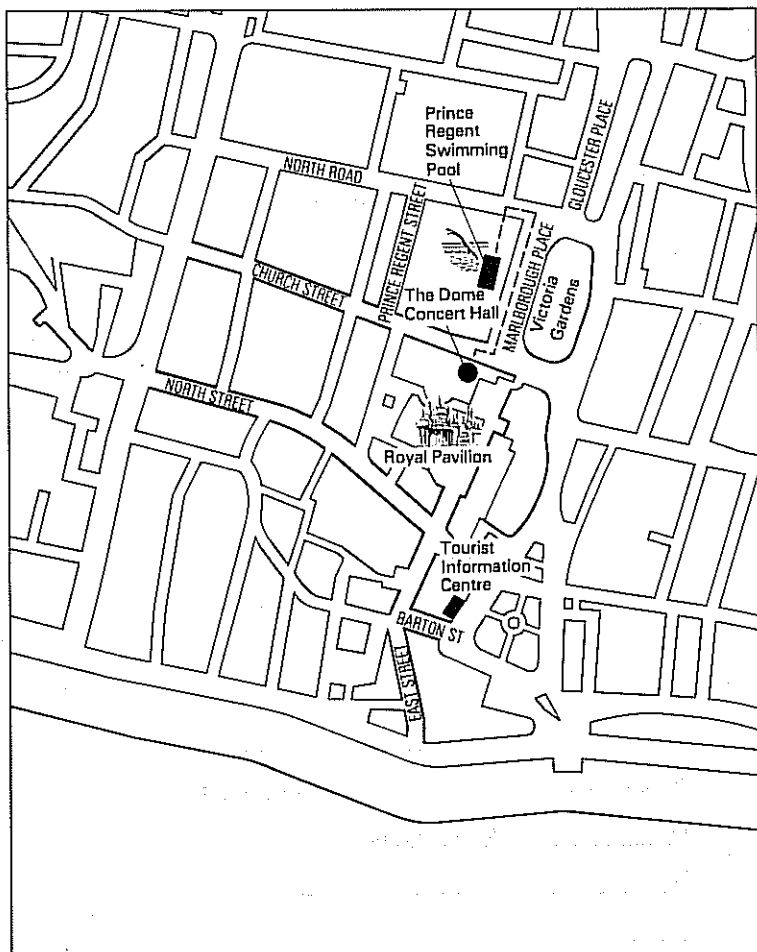 Prince
Regent
Swimming
Pool
GLOUCESTER PLACE
NORTH ROAD
PRINCE REGENT STREET
MARLBOROUGH PLACE
Victoria
Gardens
CHURCH STREET
The Dome
Concert Hall
NORTH STREET
Royal Pavilion
Tourist
Information
Centre
BARTON ST
EAST STREET